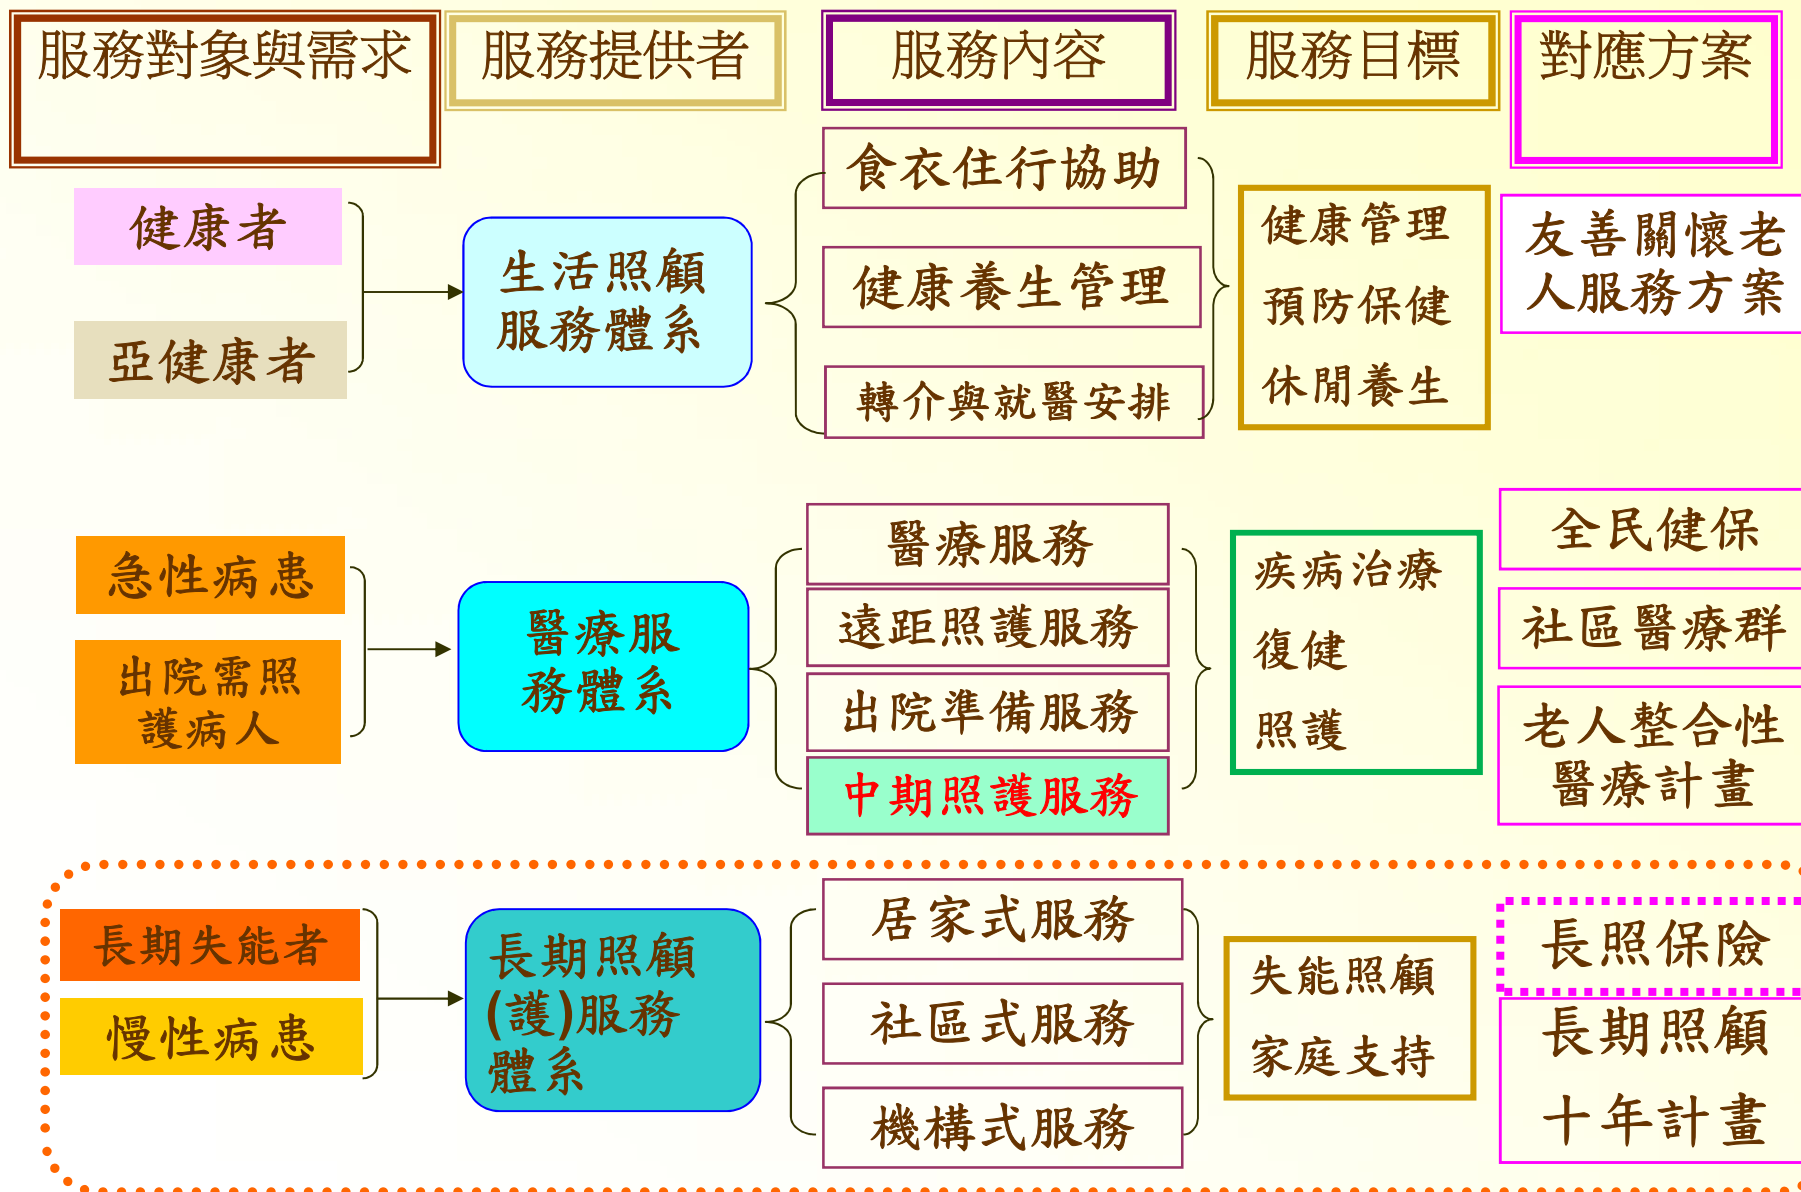 服務對象與需求
服務提供者
服務內容
服務目標
對應方案
健康者
亞健康者
生活照顧
服務體系
食衣住行協助
健康養生管理
轉介與就醫安排
健康管理
預防保健
休閒養生
友善關懷老
人服務方案
急性病患
出院需照
護病人
醫療服
務體系
醫療服務
遠距照護服務
出院準備服務
中期照護服務
疾病治療
復健
照護
全民健保
社區醫療群
老人整合性
醫療計畫
長期失能者
慢性病患
長期照顧
(護)服務
體系
居家式服務
社區式服務
機構式服務
失能照顧
家庭支持
長照保險
長期照顧
十年計畫